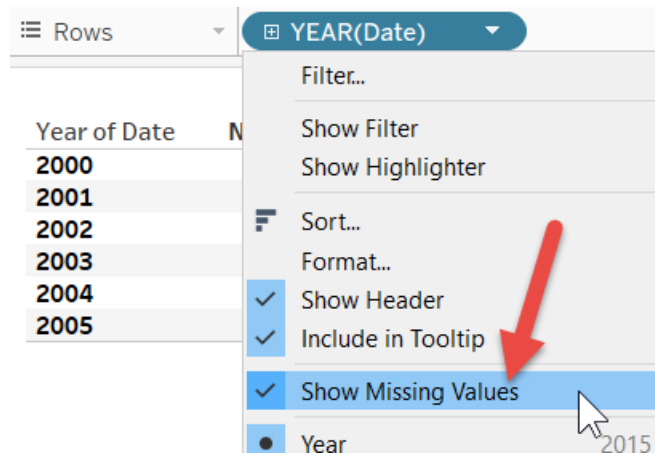 Rows
YEAR(Date)
Filter...
Show Filter
Year of Date N
Show Highlighter
2000
2001
Sort...
2002
Format...
2003
Show Header
2004
Include in Tooltip
2005
Show Missing Values
Year 2015